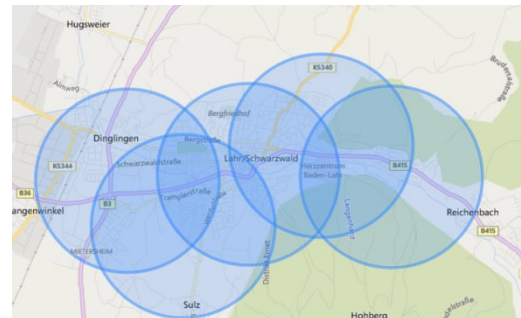 Hugsweier
K5340
Almweg
Bergfriedhof
Dinglingen
Bergstraße
Lahr/Schwarzwald
K5344
Schwarzwaldstraße
Herzzentrum
Baden-Lahr
B415
B36
B3
Tramplerstraße
angenwinkel
Langenhard
Reichenbach
B415
MIETERSHEIM
Sulz
Hohberg